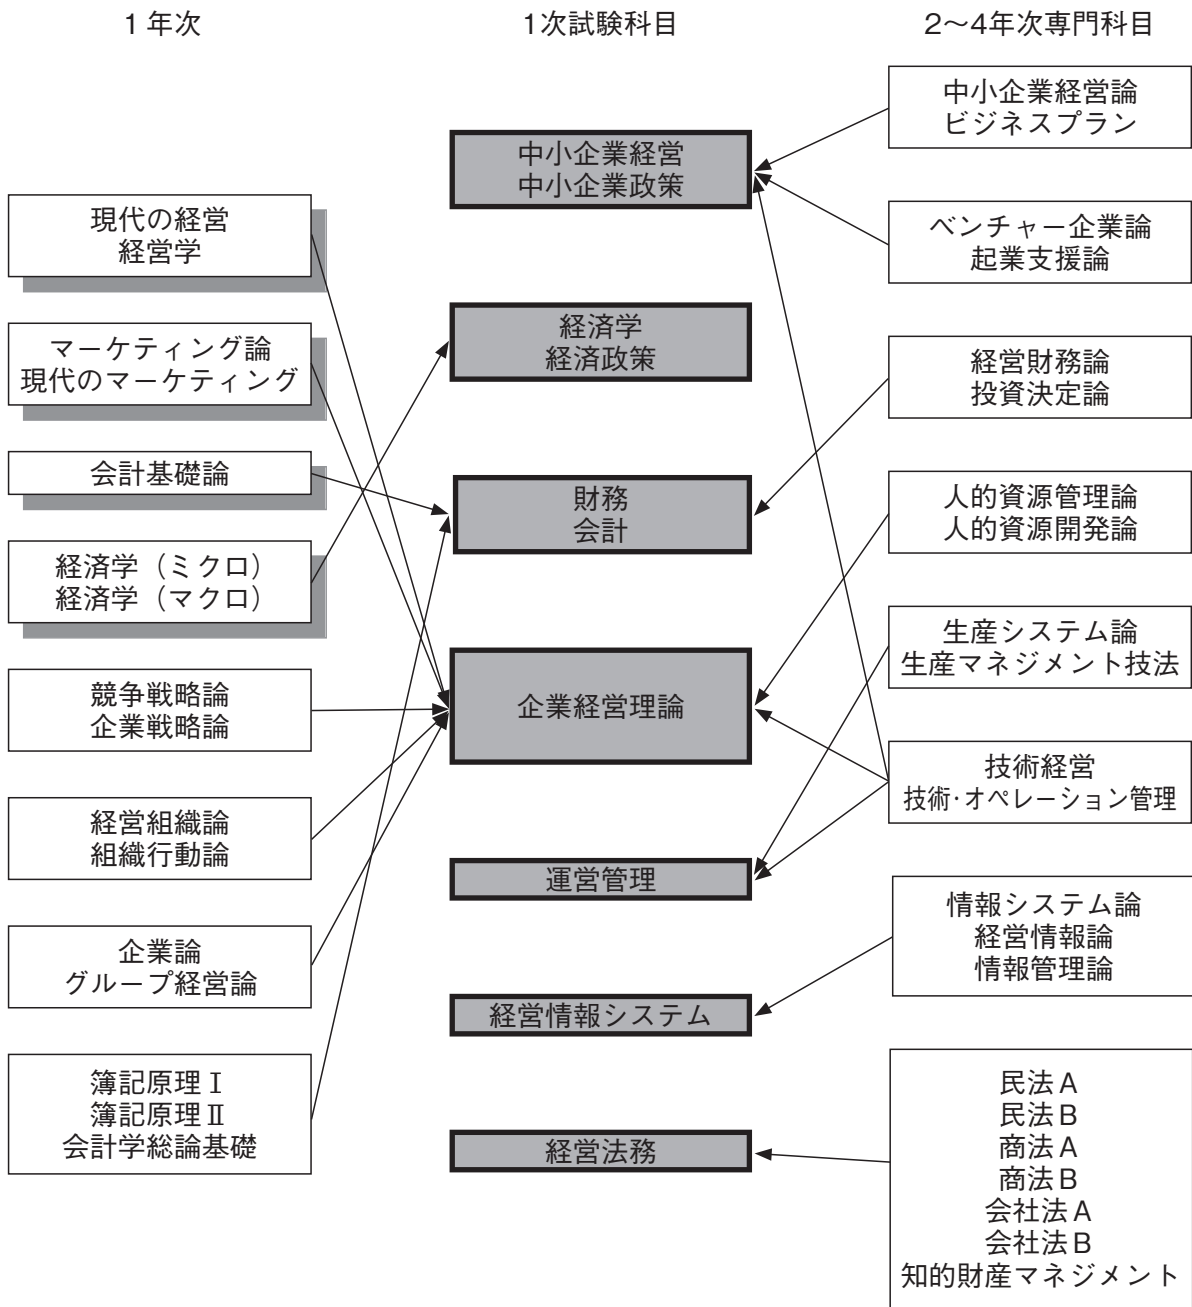 1年次
現代の経営
経営学
マーケティング論
現代のマーケティング
会計基礎論
経済学（ミクロ）
経済学（マクロ）
競争戦略論
企業戦略論
経営組織論
組織行動論
企業論
グループ経営論
簿記原理Ⅰ
簿記原理Ⅱ
会計学総論基礎
1次試験科目
中小企業経営
中小企業政策
経済学
経済政策
財務
会計
企業経営理論
運営管理
経営情報システム
経営法務
2～4年次専門科目
中小企業経営論
ビジネスプラン
ベンチャー企業論
起業支援論
経営財務論
投資決定論
人的資源管理論
人的資源開発論
生産システム論
生産マネジメント技法
技術経営
技術・オペレーション管理
情報システム論
経営情報論
情報管理論
民法A
民法B
商法A
商法B
会社法A
会社法B
知的財産マネジメント